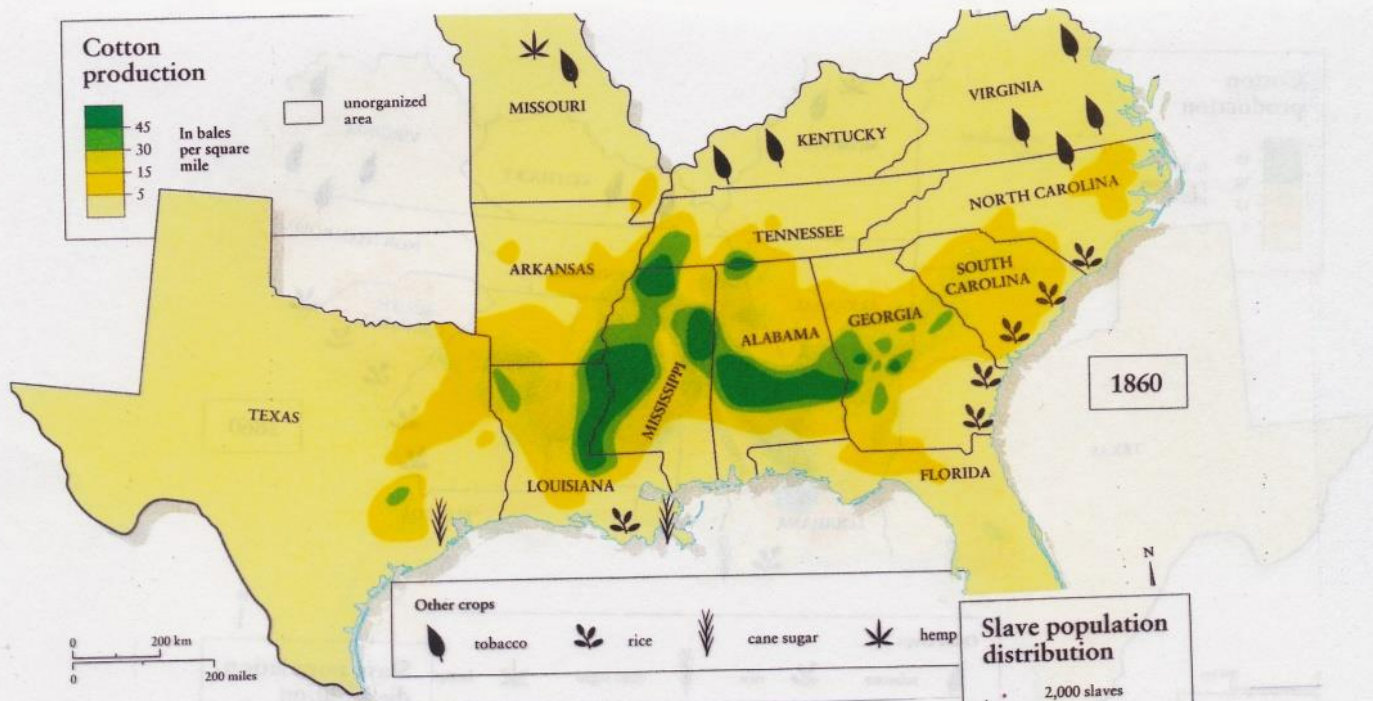 Cotton
production
45
30
15
5
In bales
per square
mile
unorganized
area
MISSOURI
KENTUCKY
VIRGINIA
NORTH CAROLINA
TENNESSEE
ARKANSAS
SOUTH
CAROLINA
GEORGIA
ALABAMA
MISSISSIPPI
TEXAS
LOUISIANA
FLORIDA
1860
N
Other crops
tobacco
rice
cane sugar
hemp
0 200 km
0 200 miles
Slave population
distribution
2,000 slaves